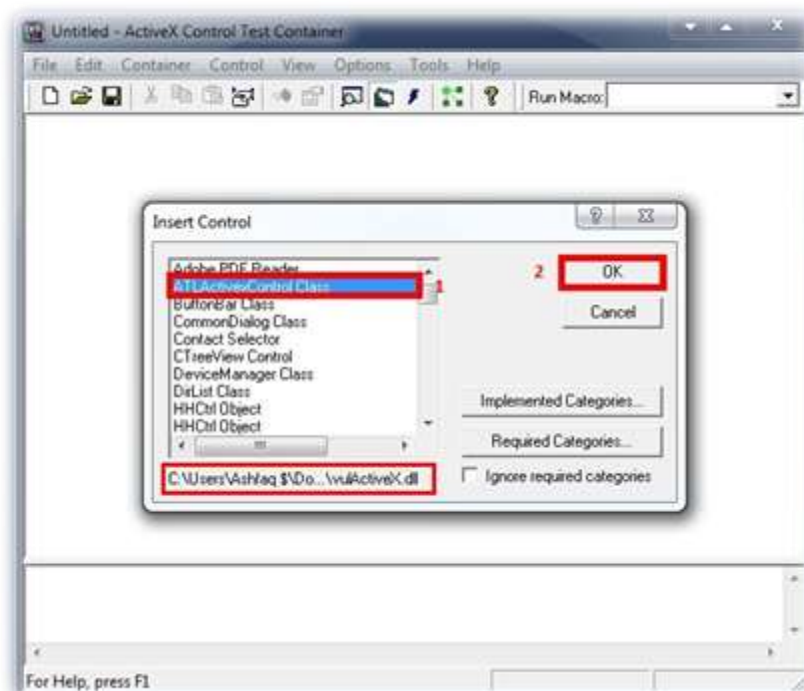 Untitled - ActiveX Control Test Container
File Edit Container Control View Options Tools Help
Run Macro:
Insert Control
Adobe PDF Reader
ATLActivexControl Class
1
ButtonBar Class
CommonDialog Class
Contact Selector
CTreeView Control
DeviceManager Class
DirList Class
HHCtrl Object
HHCtrl Object
C:\Users\Ashfaq $\Do...\vulActiveX.dll
2
OK
Cancel
Implemented Categories...
Required Categories...
Ignore required categories
For Help, press F1